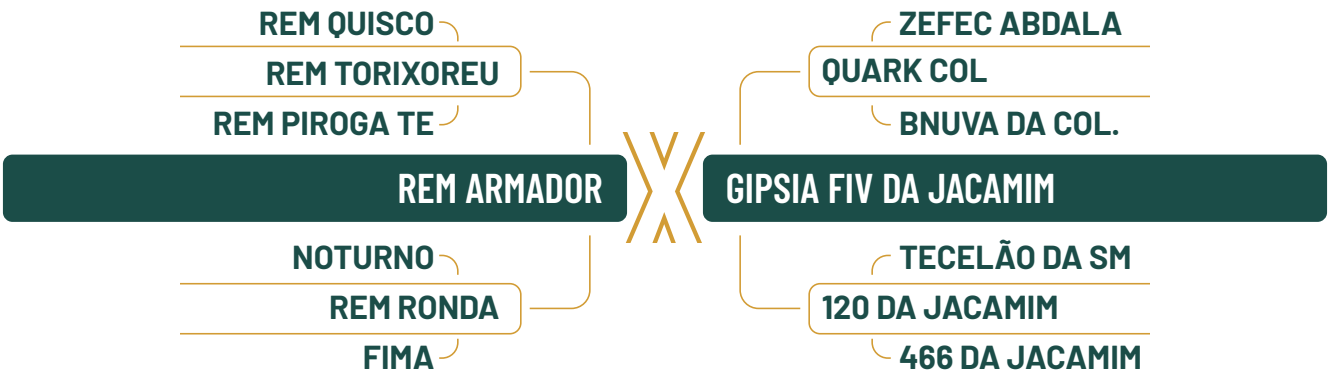 REM QUISCO
REM TORIXOREU
REM PIROGA TE
REM ARMADOR
NOTURNO
REM RONDA
FIMA
ZEFEC ABDALA
QUARK COL
BNUVA DA COL.
GIPSIA FIV DA JACAMIM
TECELÃO DA SM
120 DA JACAMIM
466 DA JACAMIM